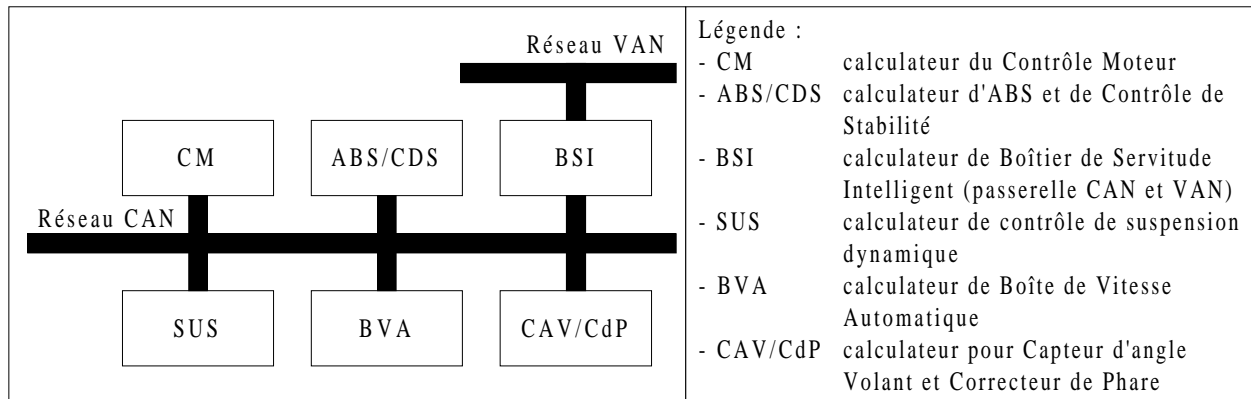 Réseau VAN
CM
ABS/CDS
BSI
Réseau CAN
SUS
BVA
CAV/CdP
Légende :
- CM calculateur du Contrôle Moteur
- ABS/CDS calculateur d'ABS et de Contrôle de
Stabilité
- BSI calculateur de Boîtier de Servitude
Intelligent (passerelle CAN et VAN)
- SUS calculateur de contrôle de suspension
dynamique
- BVA calculateur de Boîte de Vitesse
Automatique
- CAV/CdP calculateur pour Capteur d'angle
Volant et Correcteur de Phare